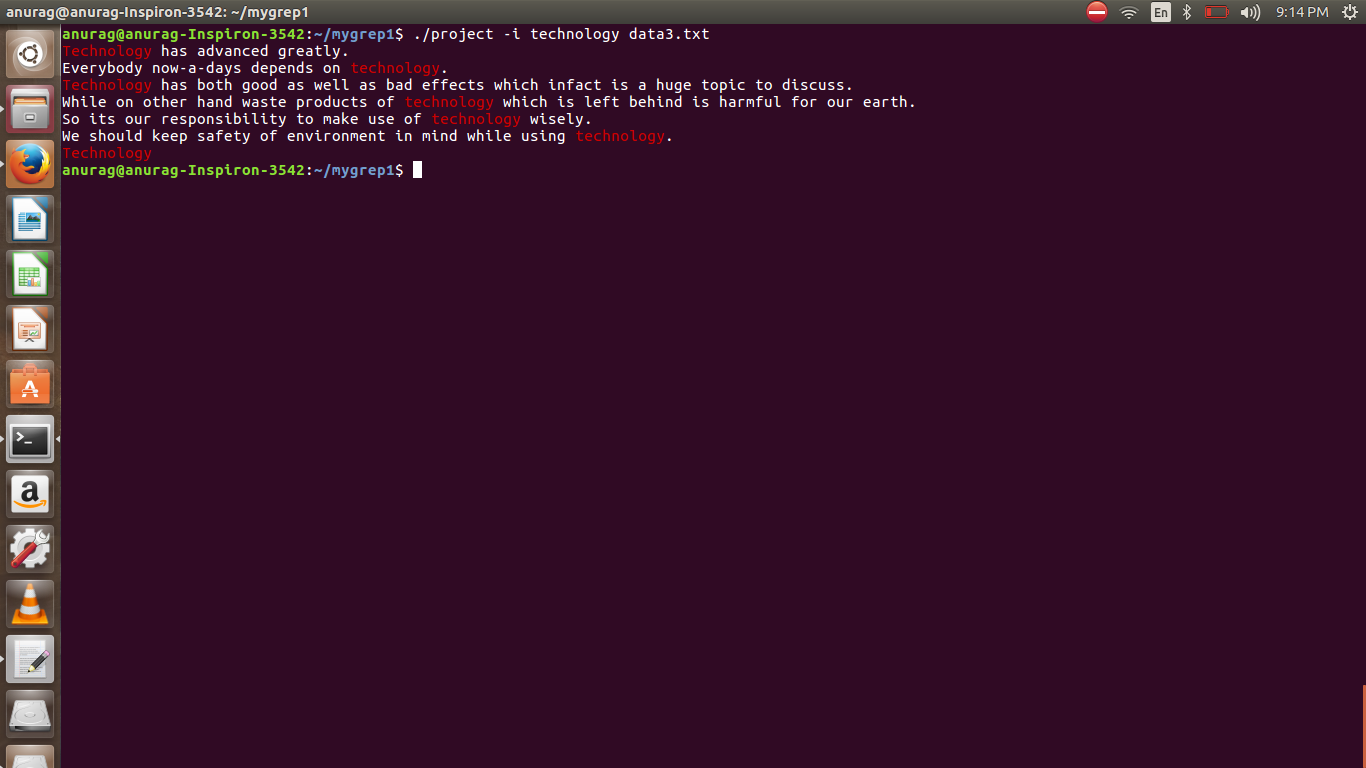 anurag@anurag-Inspiron-3542: ~/mygrep1
En
9:14 PM
anurag@anurag-Inspiron-3542:~/mygrep1$ ./project -i technology data3.txt
Technology has advanced greatly.
Everybody now-a-days depends on technology.
Technology has both good as well as bad effects which infact is a huge topic to discuss.
While on other hand waste products of technology which is left behind is harmful for our earth.
So its our responsibility to make use of technology wisely.
We should keep safety of environment in mind while using technology.
Technology
anurag@anurag-Inspiron-3542:~/mygrep1$